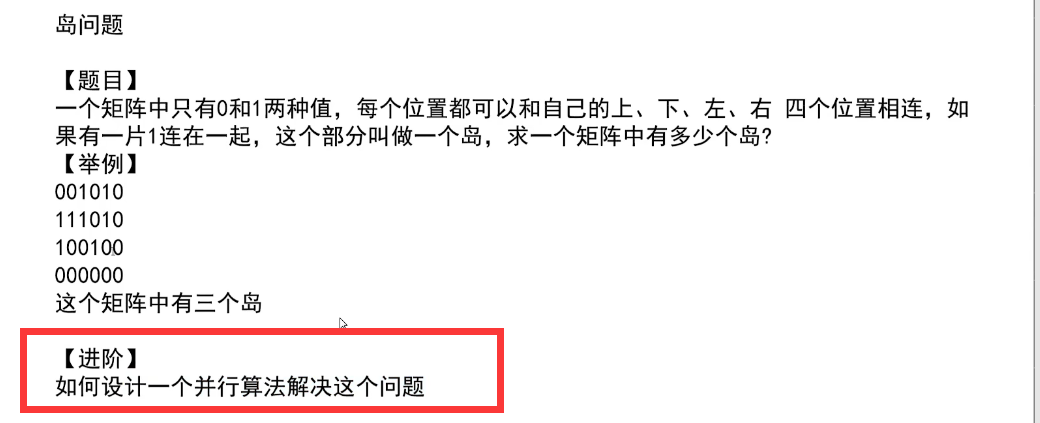 岛问题
【题目】
一个矩阵中只有0和1两种值，每个位置都可以和自己的上、下、左、右 四个位置相连，如
果有一片1连在一起，这个部分叫做一个岛，求一个矩阵中有多少个岛?
【举例】
001010
111010
100100
000000
这个矩阵中有三个岛
【进阶】
如何设计一个并行算法解决这个问题